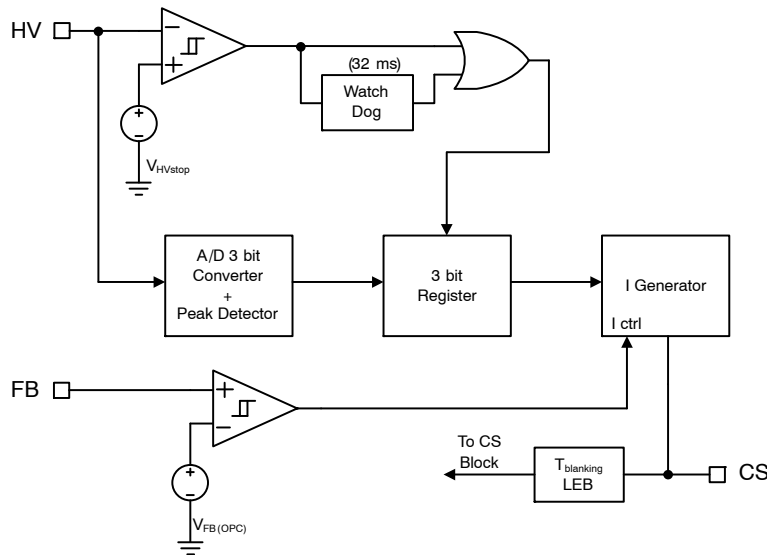 HV
−
+
(32 ms)
Watch
Dog
+
−
VHVstop
A/D 3 bit
Converter
+
Peak Detector
3 bit
Register
I Generator
I ctrl
FB
+
−
+
−
VFB(OPC)
To CS
Block
Tblanking
LEB
CS